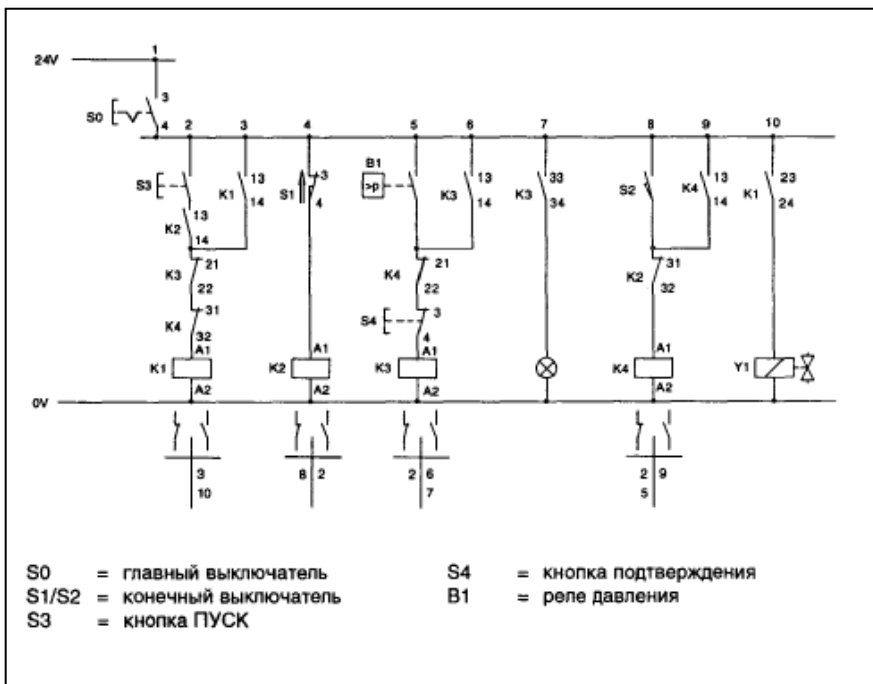 1
24V
3
S0
4
2 3 4 5 6 7 8 9 10
B1
S3 K1 13 14 S1 3 4 >p K3 13 14 K3 33 34 S2 K4 13 14 K1 23 24
K2 13 14
K3 21 22 K4 21 22 K2 31 32
K4 31 32 S4 3 4
A1 A1 A1 A1
K1 K2 K3 K4 Y1
A2 A2 A2 A2
0V
3 8 2 2 6 2 9
10 7 5
S0 = главный выключатель
S1/S2 = конечный выключатель
S3 = кнопка ПУСК
S4 = кнопка подтверждения
B1 = реле давления